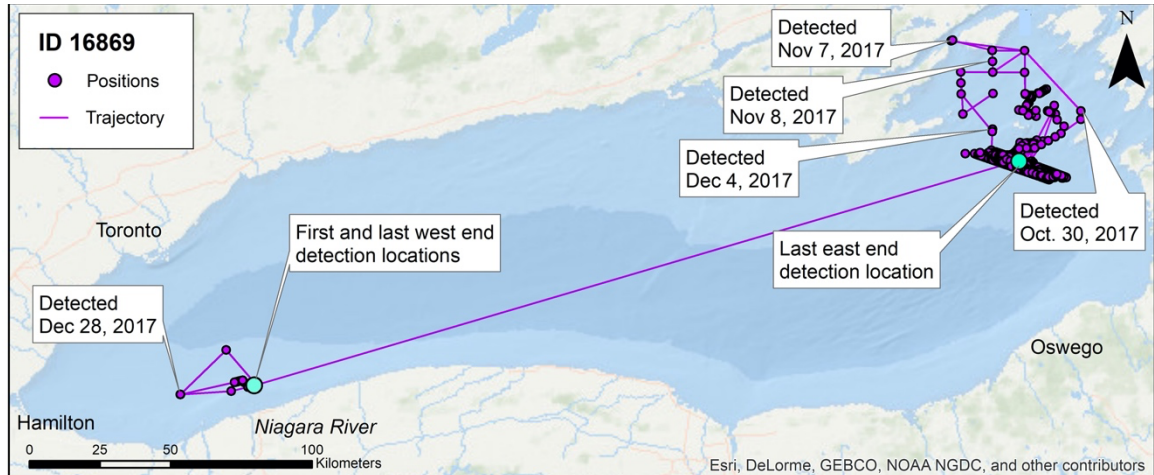 ID 16869
Positions
Trajectory
Detected
Nov 7, 2017
N
Detected
Nov 8, 2017
Detected
Dec 4, 2017
Detected
Oct. 30, 2017
Last east end
detection location
Toronto
First and last west end
detection locations
Detected
Dec 28, 2017
Oswego
Hamilton
Niagara River
0 25 50 100
Kilometers
Esri, DeLorme, GEBCO, NOAA NGDC, and other contributors